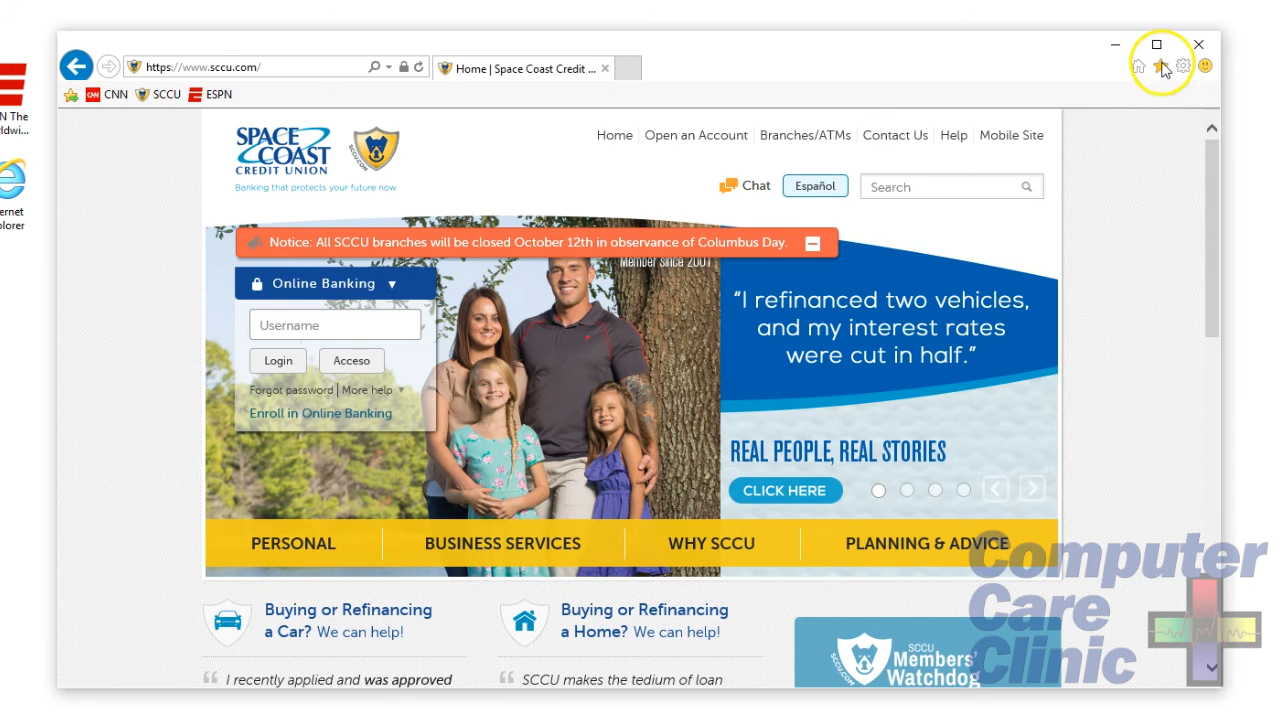 https://www.sccu.com/
Home | Space Coast Credit ...
CNN SCCU ESPN
N The
rldwi...
ernet
plorer
SPACE
COAST
CREDIT UNION
Banking that protects your future now.
SCCU.COM
Home | Open an Account | Branches/ATMs | Contact Us | Help | Mobile Site
Chat Español Search
Notice: All SCCU branches will be closed October 12th in observance of Columbus Day.
Member Since 2001
Online Banking
Username
Login Acceso
Forgot password | More help
Enroll in Online Banking
“I refinanced two vehicles,
and my interest rates
were cut in half.”
REAL PEOPLE, REAL STORIES
CLICK HERE
PERSONAL BUSINESS SERVICES WHY SCCU PLANNING & ADVICE
Buying or Refinancing
a Car? We can help!
I recently applied and was approved
Buying or Refinancing
a Home? We can help!
SCCU makes the tedium of loan
SCCU
Members'
Watchdog
SCCU.COM
Computer
Care
Clinic